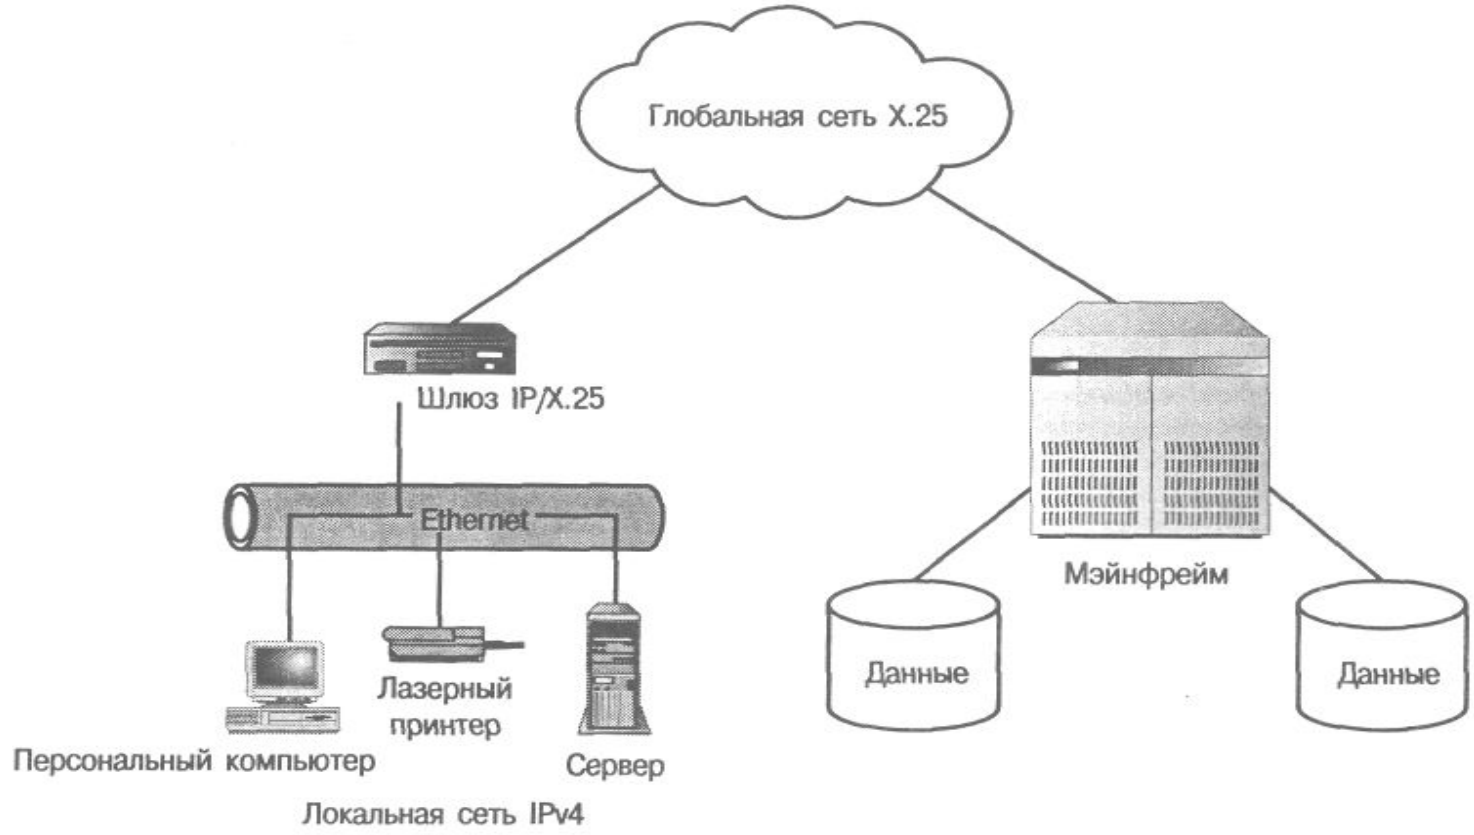 Глобальная сеть X.25
Шлюз IP/X.25
Ethernet
Мэйнфрейм
Данные
Данные
Лазерный
принтер
Персональный компьютер
Сервер
Локальная сеть IPv4